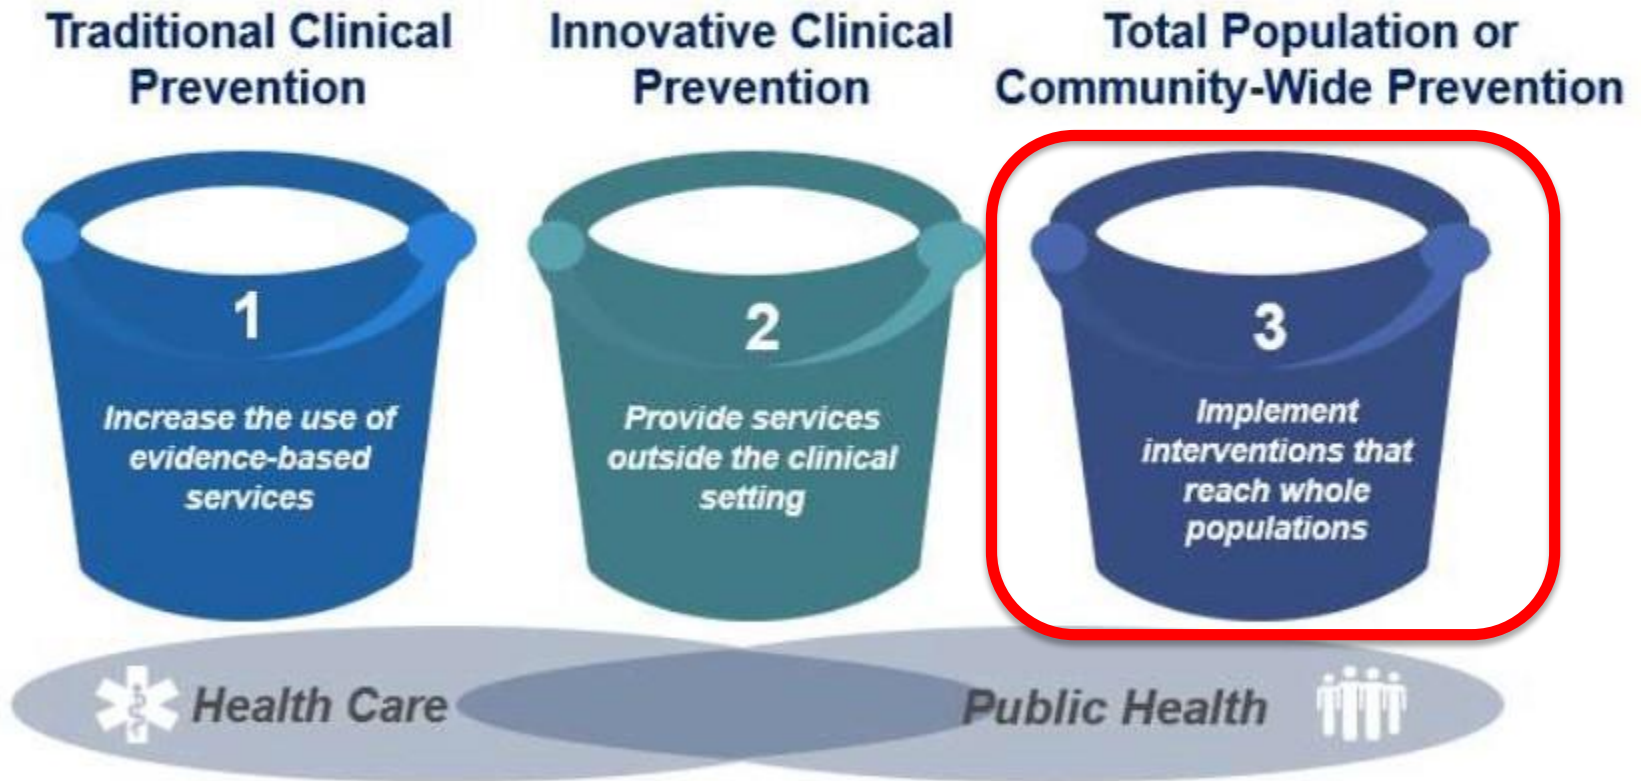 Traditional Clinical
Prevention
Innovative Clinical
Prevention
Total Population or
Community-Wide Prevention
1
Increase the use of
evidence-based
services
2
Provide services
outside the clinical
setting
3
Implement
interventions that
reach whole
populations
Health Care
Public Health